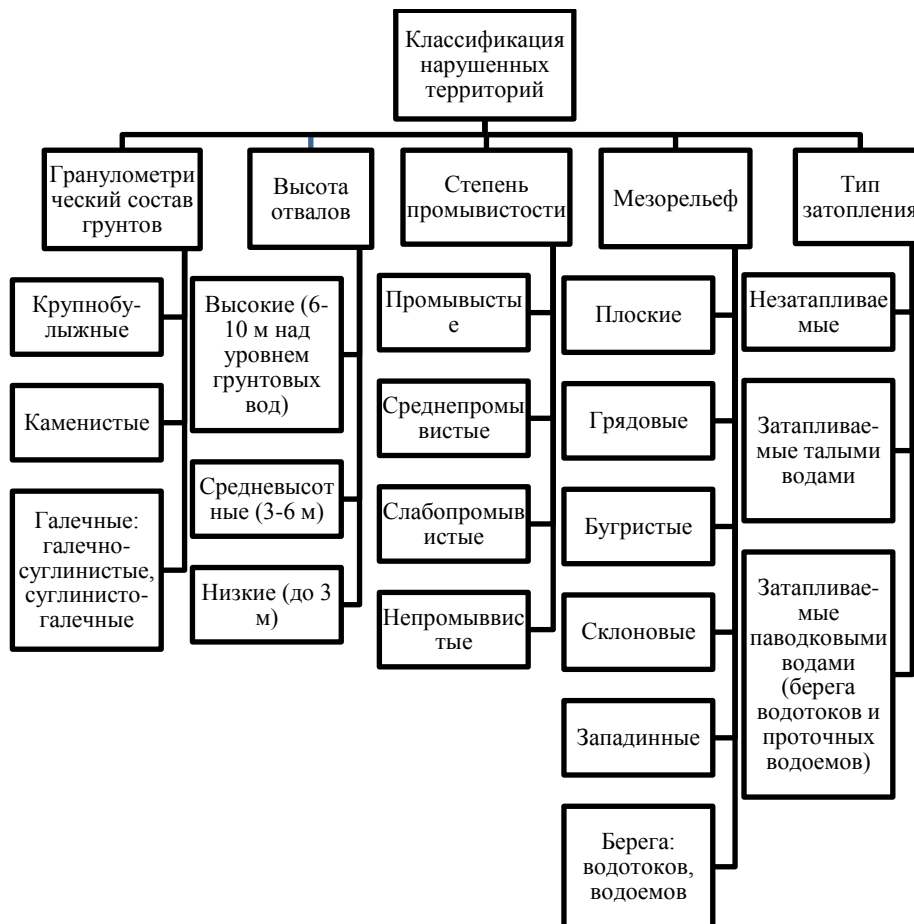 Классификация
нарушенных
территорий
Гранулометри
ческий состав
грунтов
Крупнобу-
лыжные
Каменистые
Галечные:
галечно-
суглинистые,
суглинисто-
галечные
Высота
отвалов
Высокие (6-
10 м над
уровнем
грунтовых
вод)
Средневысот
ные (3-6 м)
Низкие (до 3
м)
Степень
промывистости
Промывысты
е
Среднепромы
вистые
Слабопромыв
истые
Непромыввис
тые
Мезорельеф
Плоские
Грядовые
Бугристые
Склоновые
Западинные
Берега:
водотоков,
водоемов
Тип
затопления
Незатапливае
мые
Затапливае-
мые талыми
водами
Затапливае-
мые
паводковыми
водами
(берега
водотоков и
проточных
водоемов)